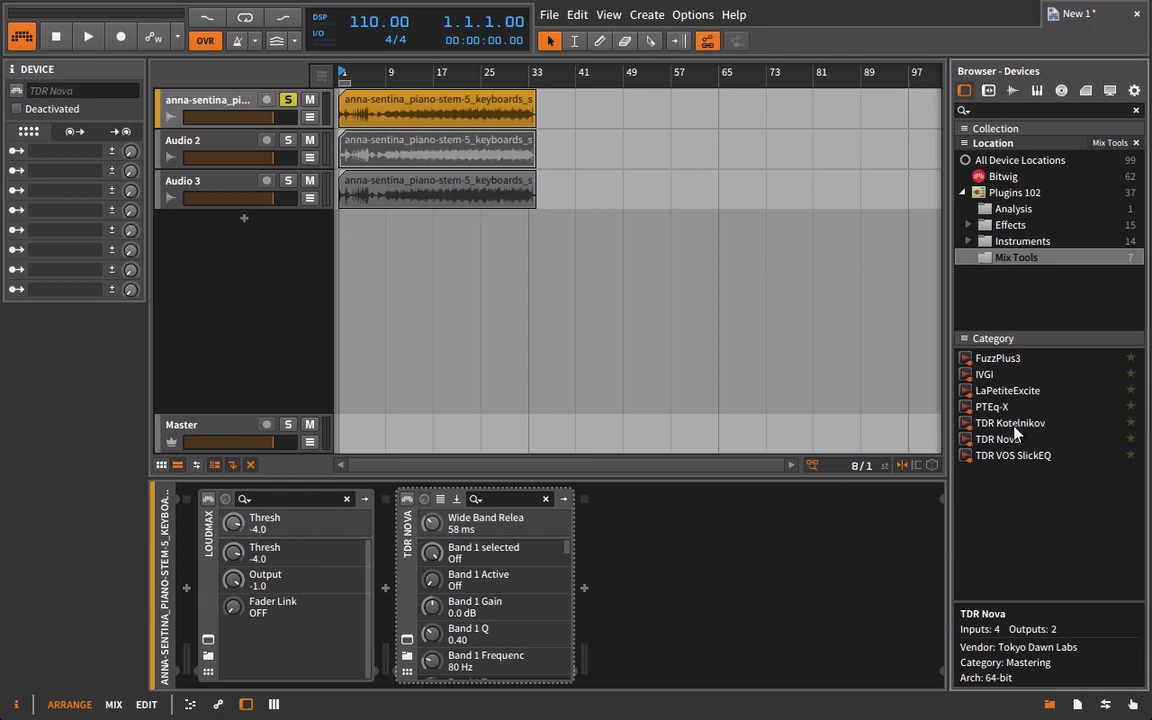 DSP
I/O
110.00
4/4
1.1.1.00
00:00:00.00
File Edit View Create Options Help
New 1*
OVR
DEVICE
TDR Nova
Deactivated
1 9 17 25 33 41 49 57 65 73 81 89 97
anna-sentina_pi... S M
anna-sentina_piano-stem-5_keyboards_s
Audio 2 S M
anna-sentina_piano-stem-5_keyboards_s
Audio 3 S M
anna-sentina_piano-stem-5_keyboards_s
Master S M
8/1 st
Browser - Devices
Collection
Location Mix Tools
All Device Locations 99
Bitwig 62
Plugins 102 37
Analysis 1
Effects 15
Instruments 14
Mix Tools 7
Category
FuzzPlus3
IVGI
LaPetiteExcite
PTEq-X
TDR Kotelnikov
TDR Nova
TDR VOS SlickEQ
TDR Nova
Inputs: 4 Outputs: 2
Vendor: Tokyo Dawn Labs
Category: Mastering
Arch: 64-bit
ANNA-SENTINA_PIANO-STEM-5_KEYBOA...
LOUDMAX
Thresh
-4.0
Thresh
-4.0
Output
-1.0
Fader Link
OFF
TDR NOVA
Wide Band Relea
58 ms
Band 1 selected
Off
Band 1 Active
Off
Band 1 Gain
0.0 dB
Band 1 Q
0.40
Band 1 Frequenc
80 Hz
ARRANGE MIX EDIT